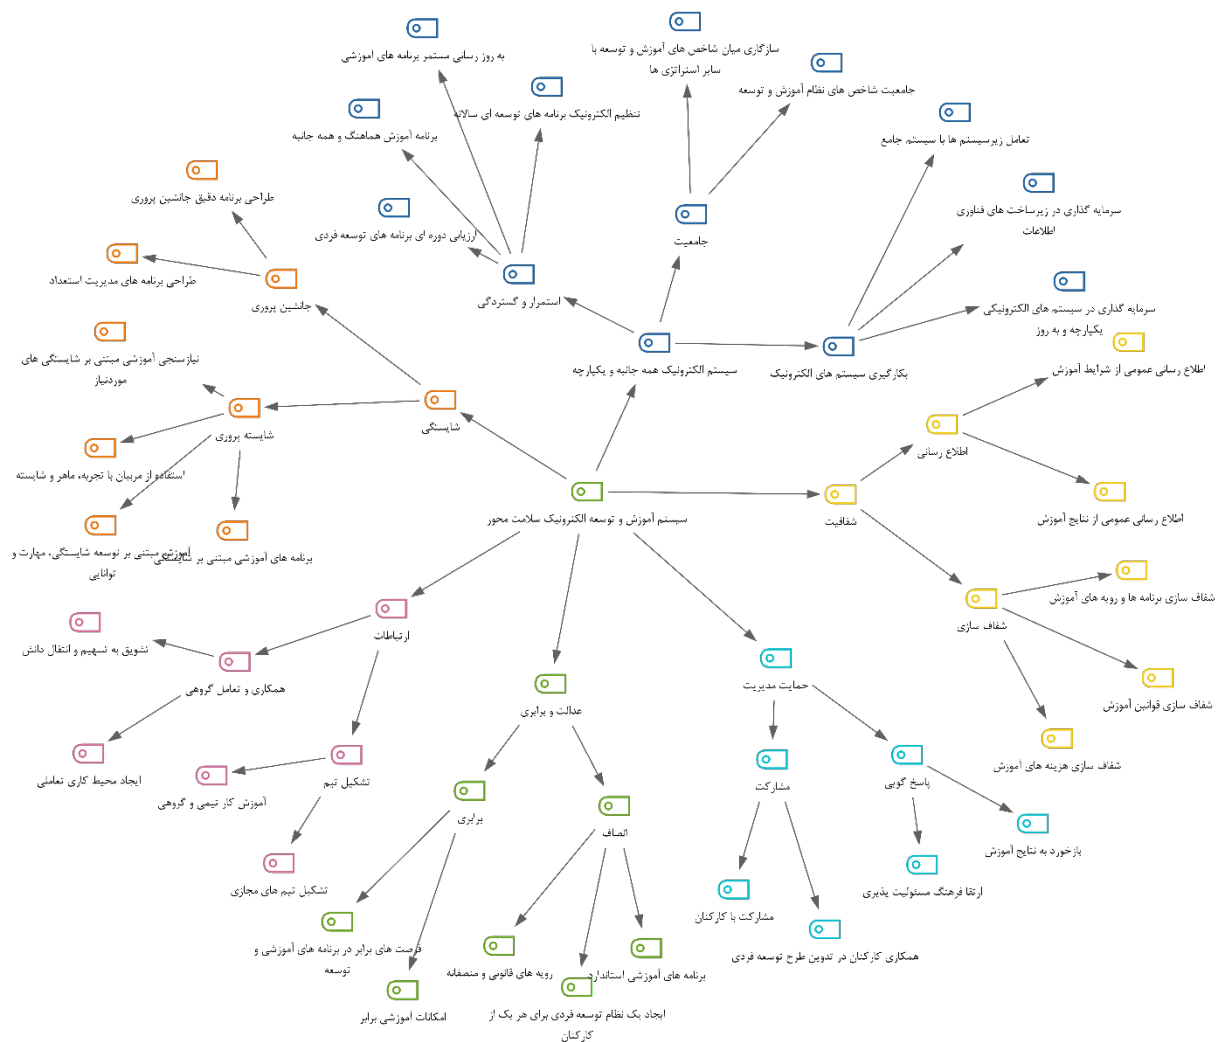 به روز رسانی مستمر برنامه های آموزشی
سازگاری میان شاخص های آموزش و توسعه با
سایر استراتژی ها
جامعیت شاخص های نظام آموزش و توسعه
تنظیم الکترونیک برنامه های توسعه ای سالانه
برنامه آموزش هماهنگ و همه جانبه
تعامل زیرسیستم ها با سیستم جامع
طراحی برنامه دقیق جانشین پروری
سرمایه گذاری در زیرساخت های فناوری
اطلاعات
ارزیابی دوره ای برنامه های توسعه فردی
جامعیت
طراحی برنامه های مدیریت استعداد
جانشین پروری
استمرار و گستردگی
سرمایه گذاری در سیستم های الکترونیکی
یکپارچه و به روز
نیازسنجی آموزشی مبتنی بر شایستگی های
موردنیاز
سیستم الکترونیک همه جانبه و یکپارچه
بکارگیری سیستم های الکترونیک
اطلاع رسانی عمومی از شرایط آموزش
شایسته پروری
شایستگی
اطلاع رسانی
استفاده از مربیان با تجربه، ماهر و شایسته
سیستم آموزش و توسعه الکترونیک سلامت محور
شفافیت
اطلاع رسانی عمومی از نتایج آموزش
آموزش مبتنی بر توسعه شایستگی، مهارت و
توانایی
برنامه های آموزشی مبتنی بر شایستگی
شفاف سازی برنامه ها و رویه های آموزش
شفاف سازی
ارتباطات
تشویق به تسهیم و انتقال دانش
همکاری و تعامل گروهی
حمایت مدیریت
عدالت و برابری
شفاف سازی قوانین آموزش
شفاف سازی هزینه های آموزش
ایجاد محیط کاری تعاملی
تشکیل تیم
آموزش کار تیمی و گروهی
مشارکت
پاسخ گویی
برابری
انصاف
بازخورد به نتایج آموزش
تشکیل تیم های مجازی
ارتقا فرهنگ مسئولیت پذیری
مشارکت با کارکنان
فرصت های برابر در برنامه های آموزشی و
توسعه
همکاری کارکنان در تدوین طرح توسعه فردی
رویه های قانونی و منصفانه
برنامه های آموزشی استاندارد
امکانات آموزشی برابر
ایجاد یک نظام توسعه فردی برای هر یک از
کارکنان